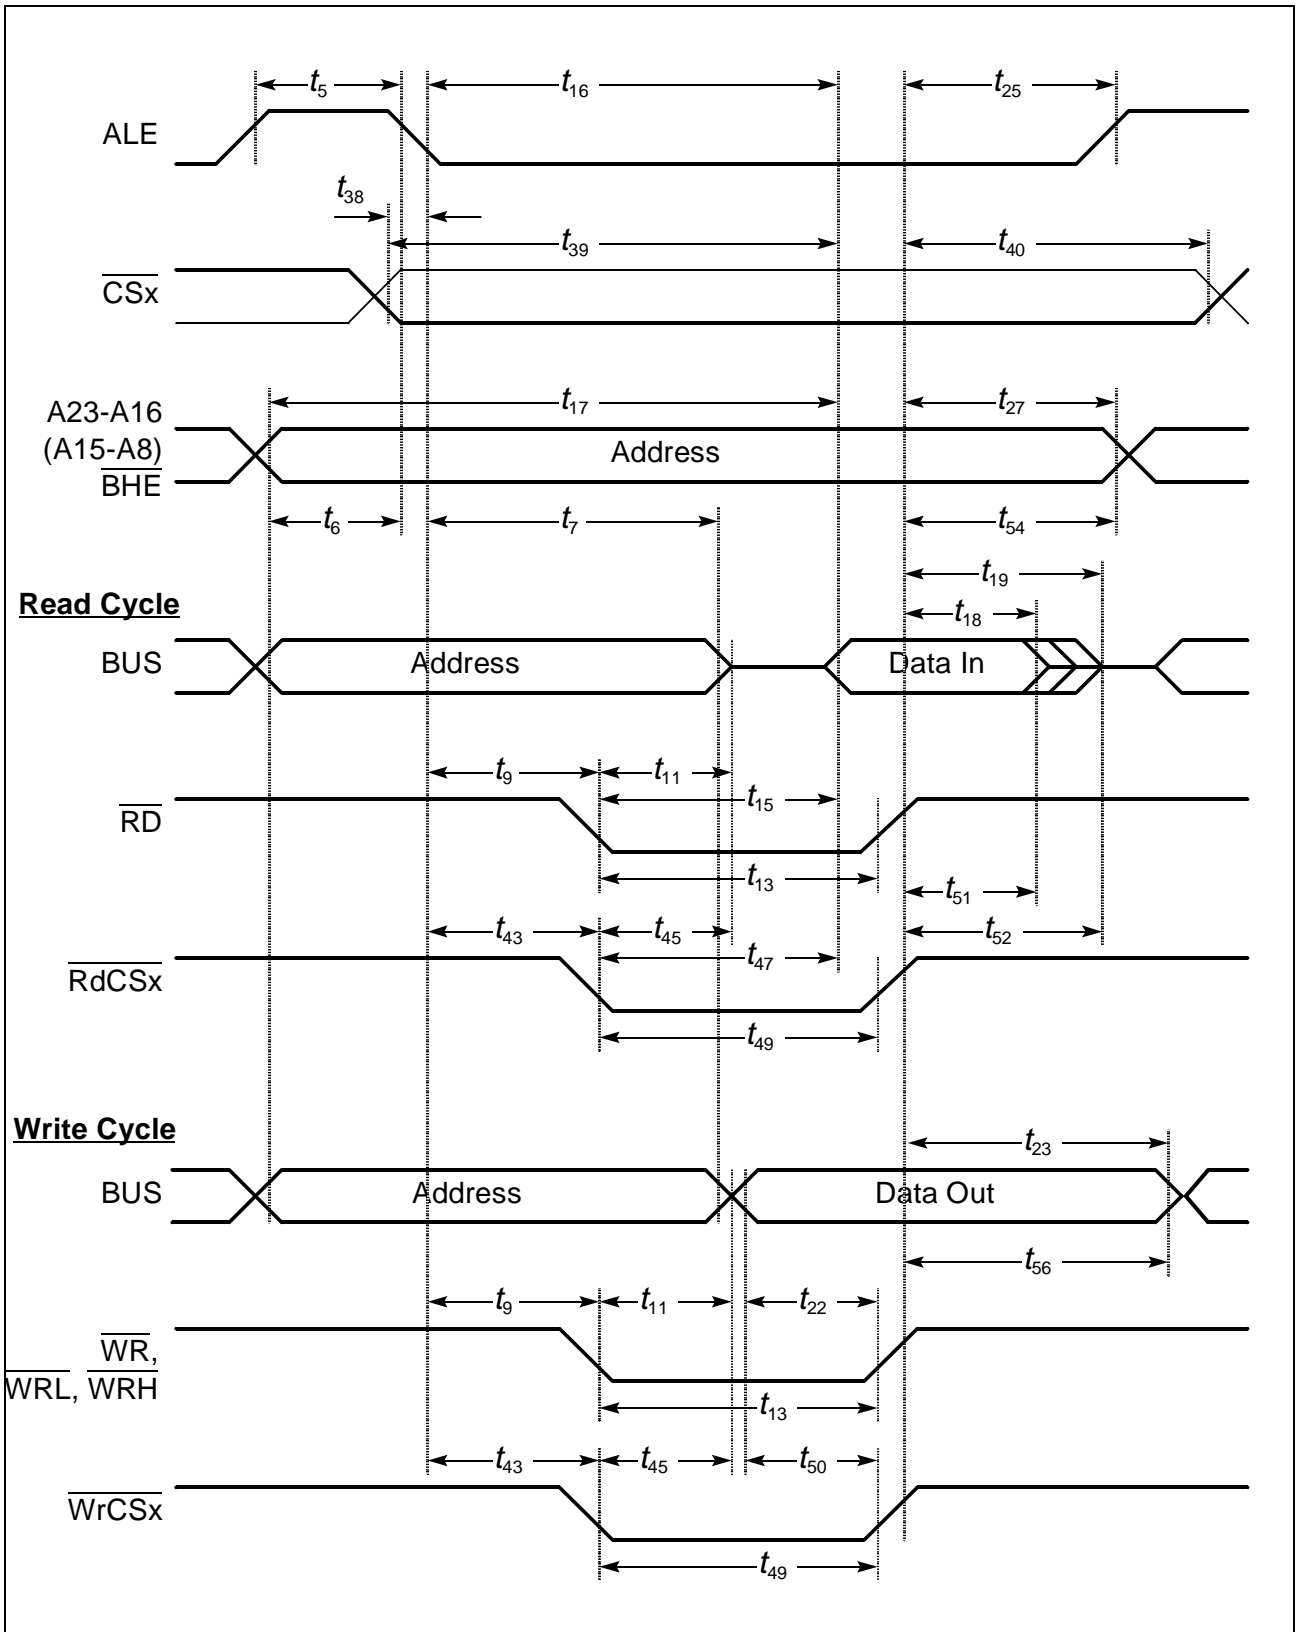 t5 t16 t25
ALE
t38
t39 t40
CSx
t17 t27
A23-A16
(A15-A8)
BHE
Address
t6 t7 t54
t19
Read Cycle
t18
BUS Address Data In
t9 t11
t15
RD
t13 t51
t43 t45 t52
t47
RdCSx
t49
Write Cycle
t23
BUS Address Data Out
t56
t9 t11 t22
WR,
WRL, WRH
t13
t43 t45 t50
WrCSx
t49